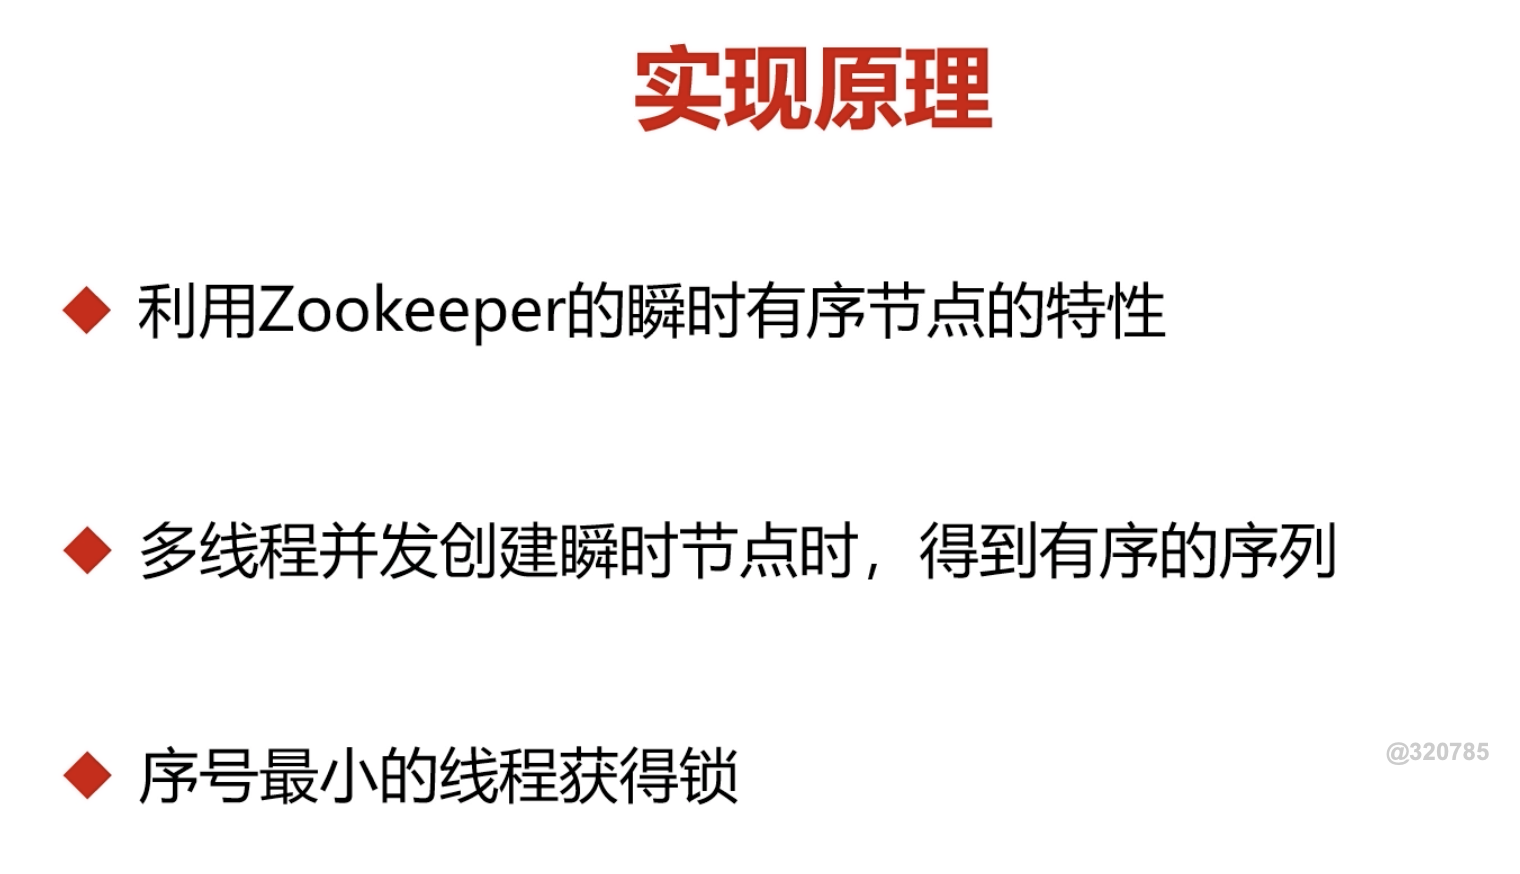 实现原理
利用Zookeeper的瞬时有序节点的特性
多线程并发创建瞬时节点时，得到有序的序列
@320785
序号最小的线程获得锁